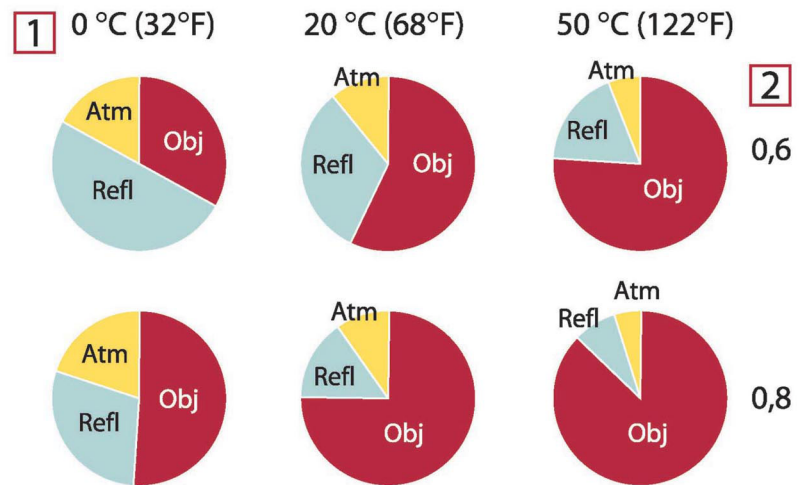 1 0 °C (32°F) 20 °C (68°F) 50 °C (122°F)
2
Atm Obj Refl
Atm Refl Obj
Atm Refl Obj
0,6
Atm Obj Refl
Atm Refl Obj
Atm Refl Obj
0,8